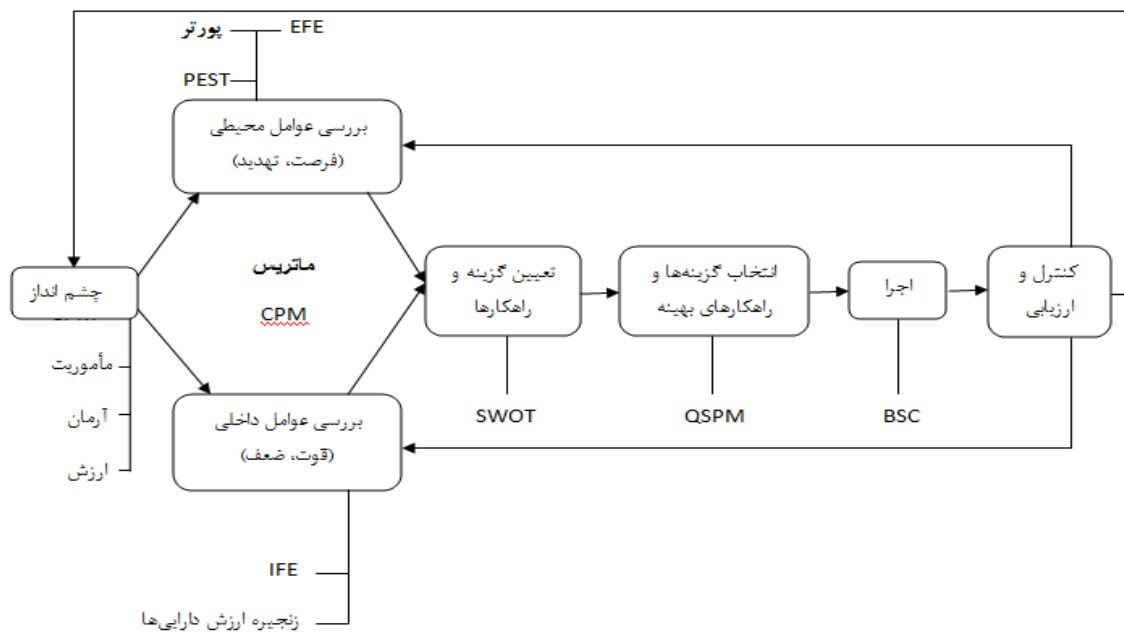 پورتر
EFE
PEST
بررسی عوامل محیطی
(فرصت، تهدید)
چشم انداز
مأموریت
آرمان
ارزش
ماتریس
CPM
تعیین گزینه و
راهکارها
SWOT
انتخاب گزینه‌ها و
راهکارهای بهینه
QSPM
اجرا
BSC
کنترل و
ارزیابی
بررسی عوامل داخلی
(قوت، ضعف)
IFE
زنجیره ارزش دارایی‌ها